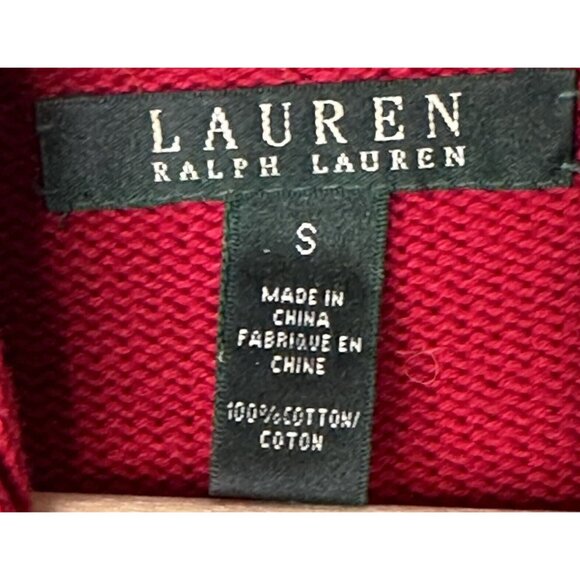 LAUREN
RALPH LAUREN
S
MADE IN
CHINA
FABRIQUE EN
CHINE
100%COTTON/
COTON